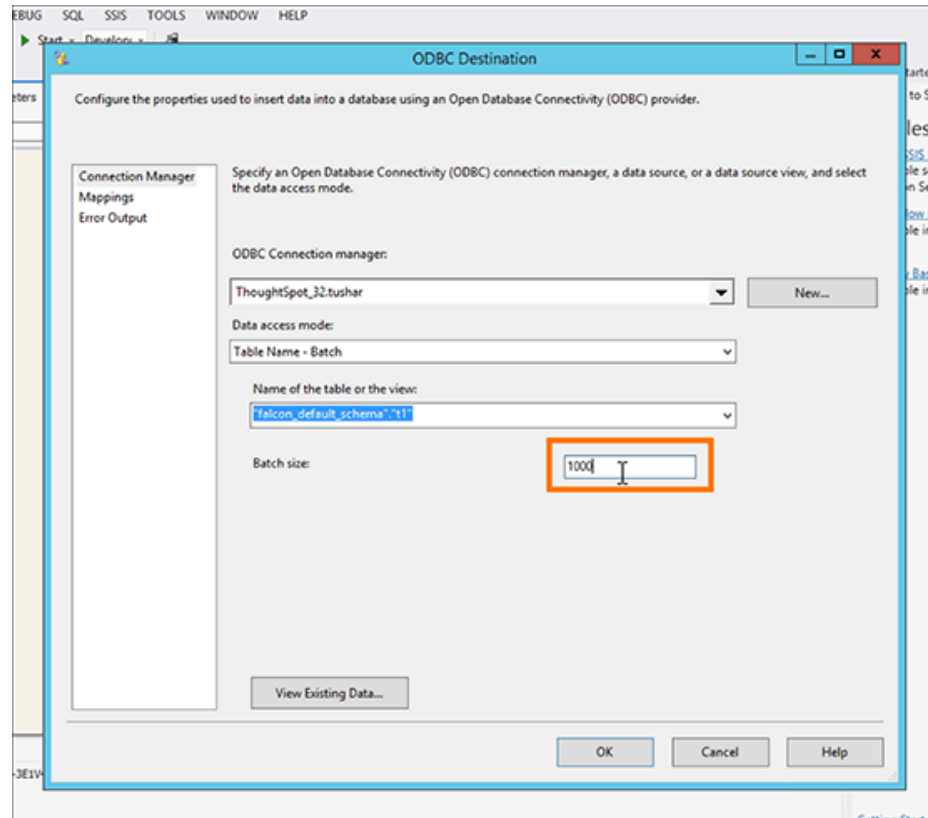 EBUG SQL SSIS TOOLS WINDOW HELP
Start
ODBC Destination
Configure the properties used to insert data into a database using an Open Database Connectivity (ODBC) provider.
Connection Manager
Mappings
Error Output
Specify an Open Database Connectivity (ODBC) connection manager, a data source, or a data source view, and select
the data access mode.
ODBC Connection manager:
ThoughtSpot_32.tushar
New...
Data access mode:
Table Name - Batch
Name of the table or the view:
"falcon_default_schema"."t1"
Batch size:
1000
View Existing Data...
OK Cancel Help
-3E1V